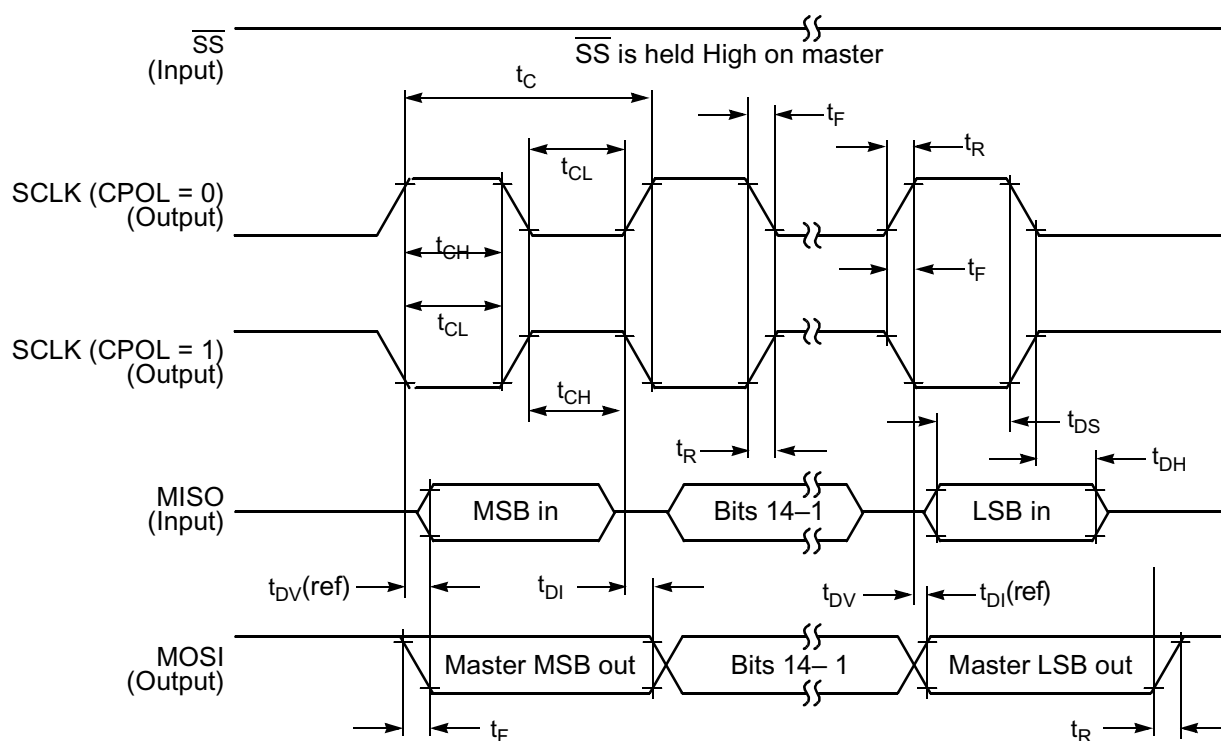 SS
(Input)
SS is held High on master
tC
tF
tR
tCL
SCLK (CPOL = 0)
(Output)
tCH
tF
tCL
SCLK (CPOL = 1)
(Output)
tCH
tDS
tR
tDH
MISO
(Input)
MSB in
Bits 14–1
LSB in
tDV(ref)
tDI
tDV
tDI(ref)
MOSI
(Output)
Master MSB out
Bits 14– 1
Master LSB out
tF
tR